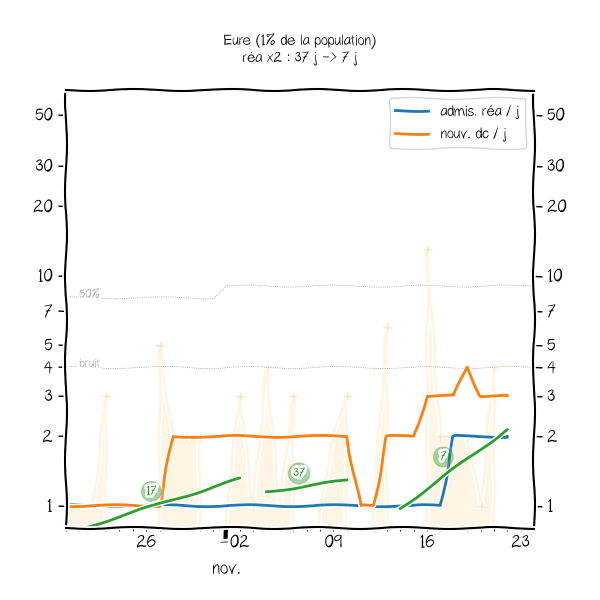 Eure (1% de la population)
réa x2 : 37 j -> 7 j
admis. réa / j
nouv. dc / j
50 50
30 30
20 20
10 10
7 7
5 5
4 4
3 3
2 2
1 1
50%
bruit
17
37
7
26 02 09 16 23
nov.